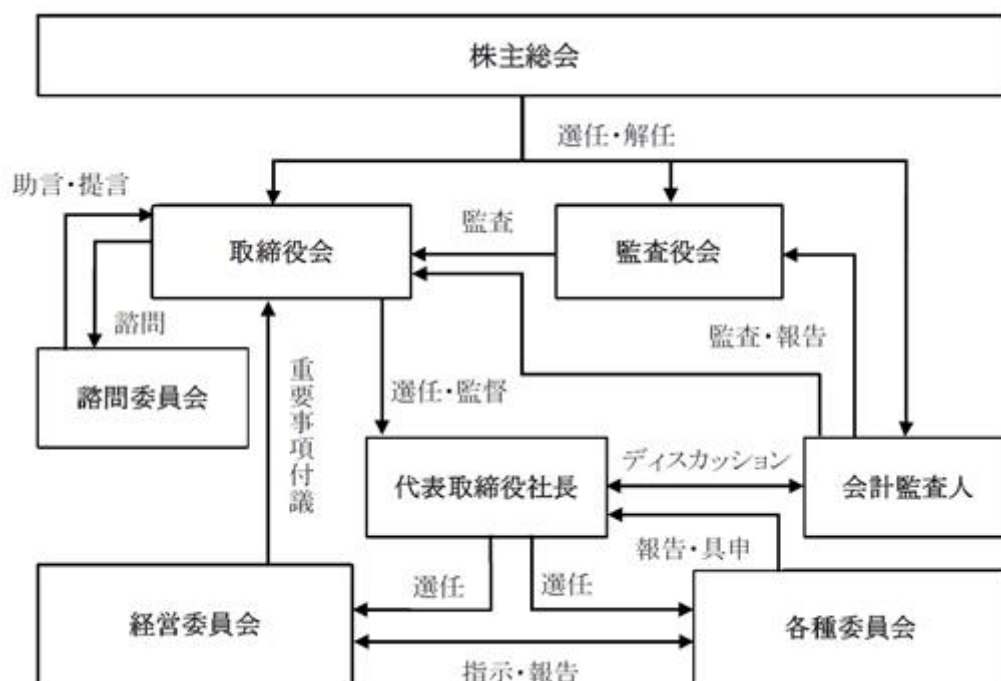 株主総会
選任・解任
助言・提言
取締役会
監査
監査役会
諮問
監査・報告
諮問委員会
重要事項付議
選任・監督
代表取締役社長
ディスカッション
会計監査人
報告・具申
選任
選任
経営委員会
各種委員会
指示・報告